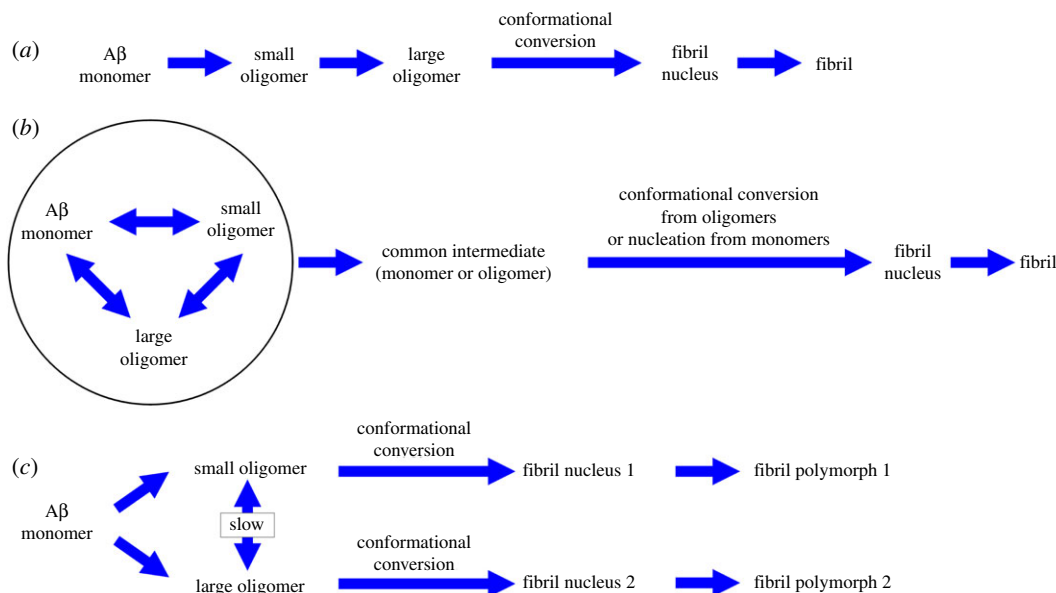 (a)
Aβ
monomer
small
oligomer
large
oligomer
conformational
conversion
fibril
nucleus
fibril
(b)
Aβ
monomer
small
oligomer
large
oligomer
common intermediate
(monomer or oligomer)
conformational conversion
from oligomers
or nucleation from monomers
fibril
nucleus
fibril
(c)
Aβ
monomer
small oligomer
slow
large oligomer
conformational
conversion
fibril nucleus 1
fibril polymorph 1
conformational
conversion
fibril nucleus 2
fibril polymorph 2